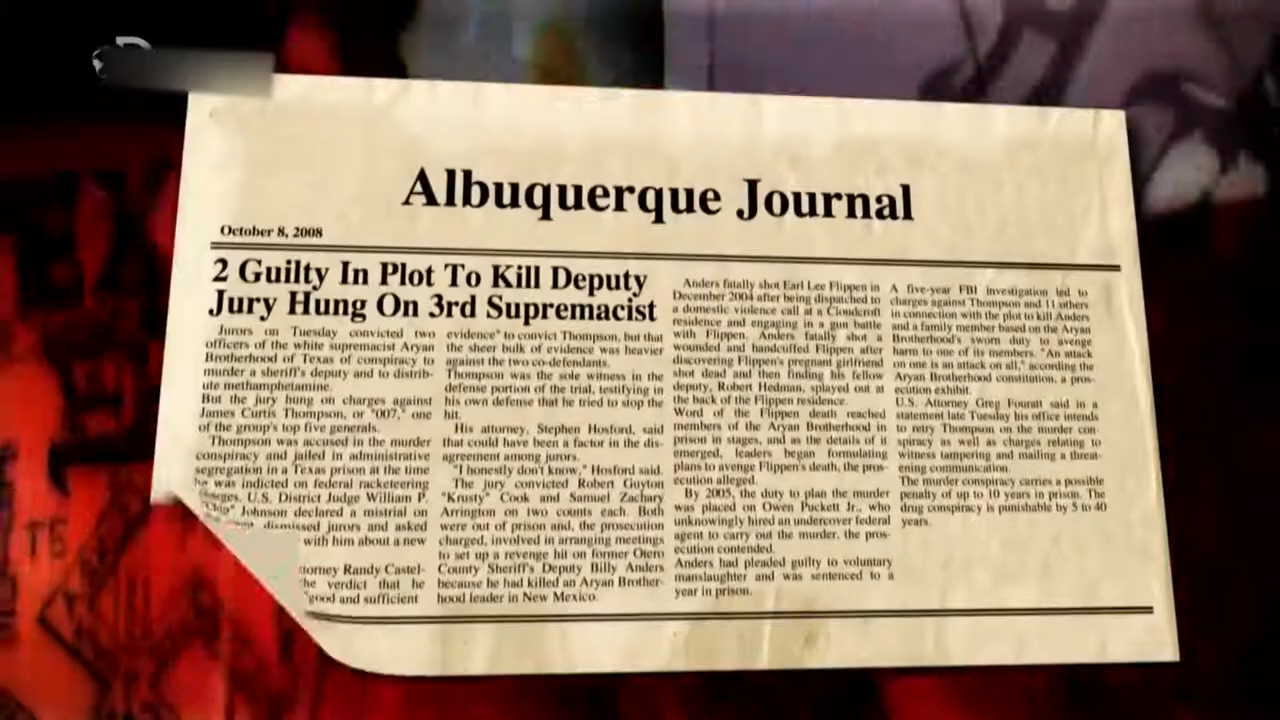 Albuquerque Journal
October 8, 2008
2 Guilty In Plot To Kill Deputy
Jury Hung On 3rd Supremacist
Jurors on Tuesday convicted two
officers of the white supremacist Aryan
Brotherhood of Texas of conspiracy to
murder a sheriff's deputy and to distrib-
ute methamphetamine.
But the jury hung on charges against
James Curtis Thompson, or "007," one
of the group's top five generals.
Thompson was accused in the murder
conspiracy and jailed in administrative
segregation in a Texas prison at the time
he was indicted on federal racketeering
U.S. District Judge William P.
Johnson declared a mistrial on
dismissed jurors and asked
with him about a new
torney Randy Castel-
he verdict that he
"good and sufficient
evidence" to convict Thompson, but that
the sheer bulk of evidence was heavier
against the two co-defendants.
Thompson was the sole witness in the
defense portion of the trial, testifying in
his own defense that he tried to stop the
hit.
His attorney, Stephen Hosford, said
that could have been a factor in the dis-
agreement among jurors.
"I honestly don't know," Hosford said.
The jury convicted Robert Guyton
"Krusty" Cook and Samuel Zachary
Arrington on two counts each. Both
were out of prison and, the prosecution
charged, involved in arranging meetings
to set up a revenge hit on former Otero
County Sheriff's Deputy Billy Anders
because he had killed an Aryan Brother-
hood leader in New Mexico.
Anders fatally shot Earl Lee Flippen in
December 2004 after being dispatched to
a domestic violence call at a Cloudcroft
residence and engaging in a gun battle
with Flippen. Anders fatally shot a
wounded and handcuffed Flippen after
discovering Flippen's pregnant girlfriend
shot dead and then finding his fellow
deputy, Robert Hedman, splayed out at
the back of the Flippen residence.
Word of the Flippen death reached
members of the Aryan Brotherhood in
prison in stages, and as the details of it
emerged, leaders began formulating
plans to avenge Flippen's death, the pros-
ecution alleged.
By 2005, the duty to plan the murder
was placed on Owen Puckett Jr., who
unknowingly hired an undercover federal
agent to carry out the murder, the pros-
ecution contended.
Anders had pleaded guilty to voluntary
manslaughter and was sentenced to a
year in prison.
A five-year FBI investigation led to
charges against Thompson and 11 others
in connection with the plot to kill Anders
and a family member based on the Aryan
Brotherhood's sworn duty to avenge
harm to one of its members. "An attack
on one is an attack on all," according the
Aryan Brotherhood constitution, a pros-
ecution exhibit.
U.S. Attorney Greg Fouratt said in a
statement late Tuesday his office intends
to retry Thompson on the murder con-
spiracy as well as charges relating to
witness tampering and mailing a threat-
ening communication.
The murder conspiracy carries a possible
penalty of up to 10 years in prison. The
drug conspiracy is punishable by 5 to 40
years.